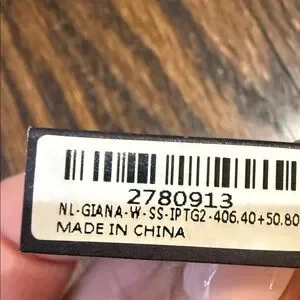 2780913
NL-GIANA-W-SS-IPTG2-406.40+50.80
MADE IN CHINA